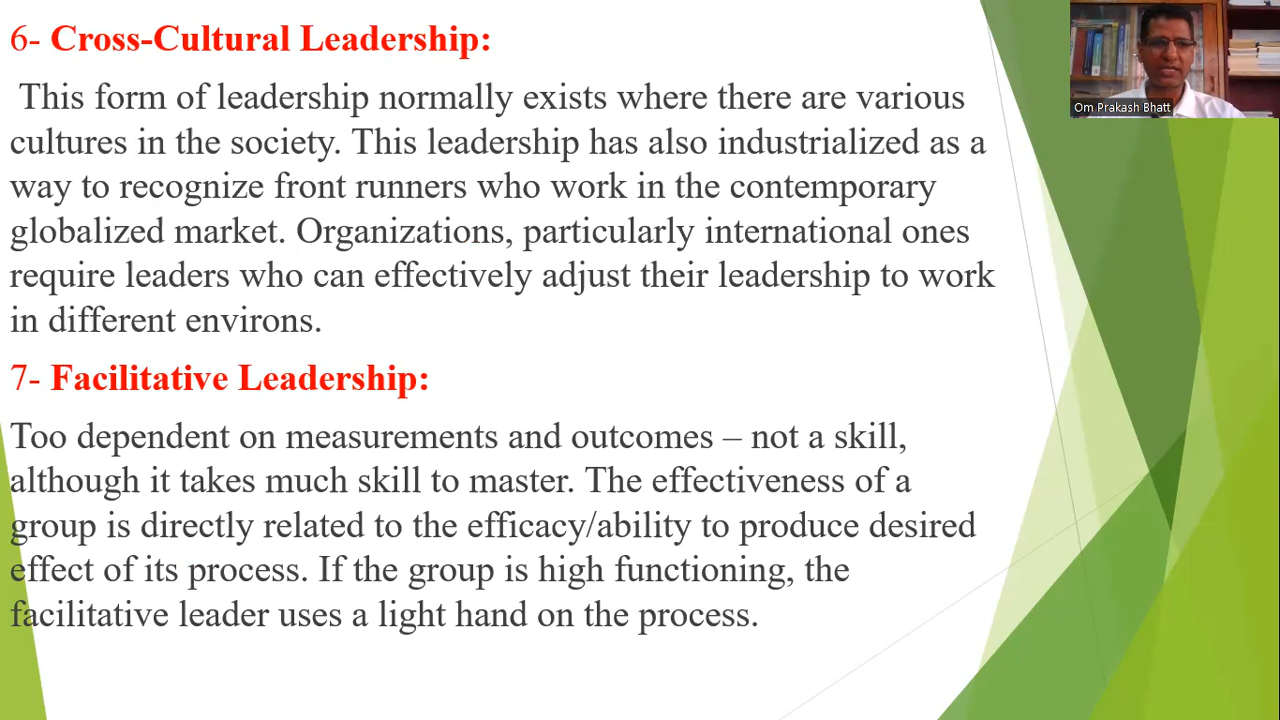 6- Cross-Cultural Leadership:
This form of leadership normally exists where there are various
cultures in the society. This leadership has also industrialized as a
way to recognize front runners who work in the contemporary
globalized market. Organizations, particularly international ones
require leaders who can effectively adjust their leadership to work
in different environs.
7- Facilitative Leadership:
Too dependent on measurements and outcomes – not a skill,
although it takes much skill to master. The effectiveness of a
group is directly related to the efficacy/ability to produce desired
effect of its process. If the group is high functioning, the
facilitative leader uses a light hand on the process.
Om Prakash Bhatt